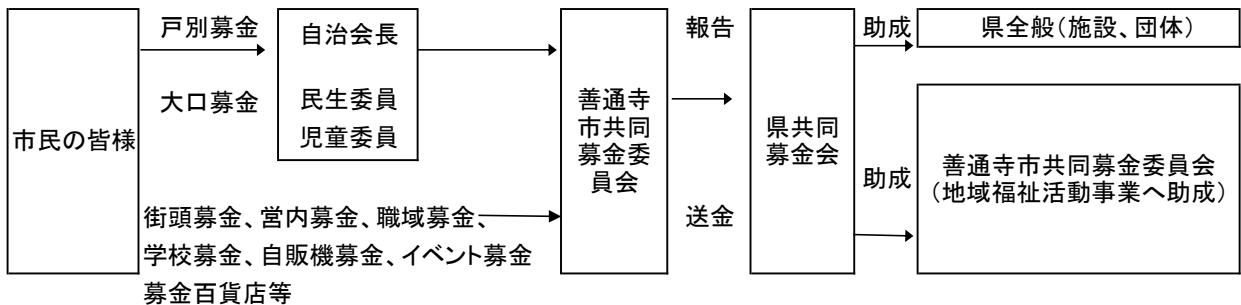 市民の皆様
戸別募金
大口募金
自治会長
民生委員
児童委員
街頭募金、営内募金、職域募金、
学校募金、自販機募金、イベント募金
募金百貨店等
善通寺
市共同
募金委
員会
報告
送金
県共同
募金会
助成
県全般(施設、団体)
助成
善通寺市共同募金委員会
(地域福祉活動事業へ助成)